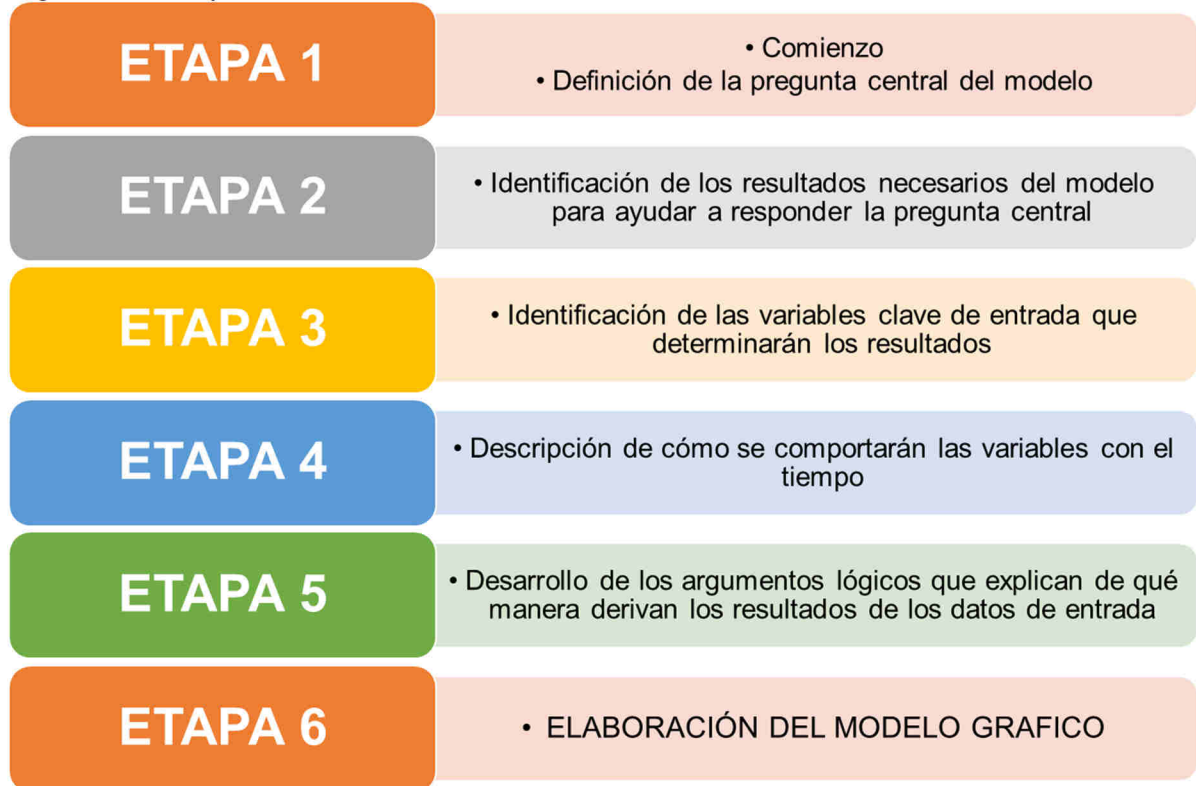 ETAPA 1
• Comienzo
• Definición de la pregunta central del modelo
ETAPA 2
• Identificación de los resultados necesarios del modelo
para ayudar a responder la pregunta central
ETAPA 3
• Identificación de las variables clave de entrada que
determinarán los resultados
ETAPA 4
• Descripción de cómo se comportarán las variables con el
tiempo
ETAPA 5
• Desarrollo de los argumentos lógicos que explican de qué
manera derivan los resultados de los datos de entrada
ETAPA 6
• ELABORACIÓN DEL MODELO GRAFICO